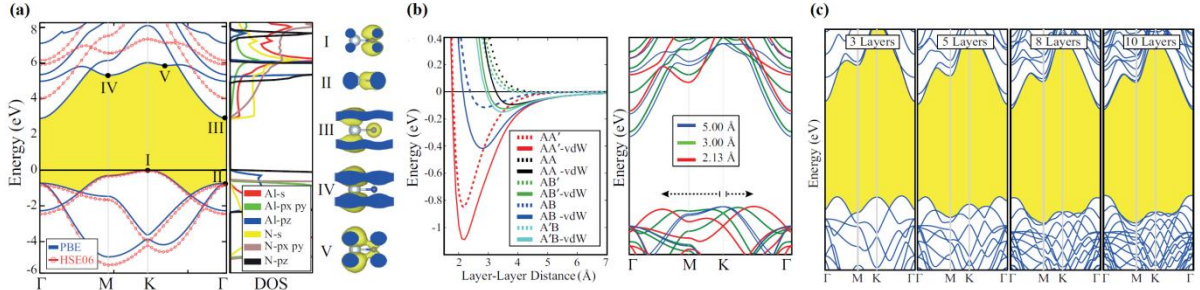 (a)
8
6
4
2
0
-2
-4
-6
Energy (eV)
I
II
III
IV
V
PBE
HSE06
Γ M K Γ
Al-s
Al-px py
Al-pz
N-s
N-px py
N-pz
DOS
I
II
III
IV
V
(b)
0.4
0.2
0
-0.2
-0.4
-0.6
-0.8
-1
Energy (eV)
AA′
AA′-vdW
AA
AA -vdW
AB′
AB′-vdW
AB
AB -vdW
A′B
A′B-vdW
2 3 4 5 6 7
Layer-Layer Distance (Å)
Energy (eV)
5.00 Å
3.00 Å
2.13 Å
Γ M K Γ
(c)
Energy (eV)
3 Layers
5 Layers
8 Layers
10 Layers
Γ M K Γ M K Γ M K Γ M K Γ